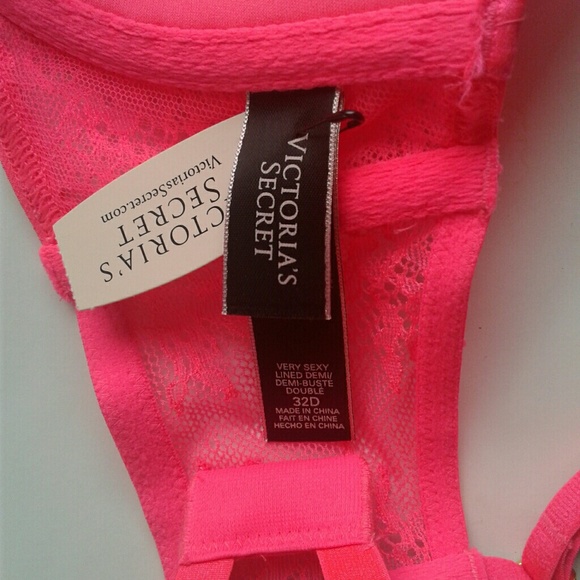 VICTORIA'S
SECRET
VictoriasSecret.com
VICTORIA'S
SECRET
VERY SEXY
LINED DEMI/
DEMI-BUSTE
DOUBLÉ
32D
MADE IN CHINA
FAIT EN CHINE
HECHO EN CHINA